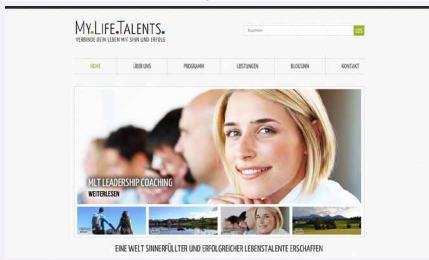 My.Life.Talents.
VERBINDE DEIN LEBEN MIT SINN UND ERFOLG
Suchen
LOS
HOME
ÜBER UNS
PROGRAMM
LEISTUNGEN
BLOGSINN
KONTAKT
MLT LEADERSHIP COACHING
WEITERLESEN
EINE WELT SINNERFÜLLTER UND ERFOLGREICHER LEBENSTALENTE ERSCHAFFEN